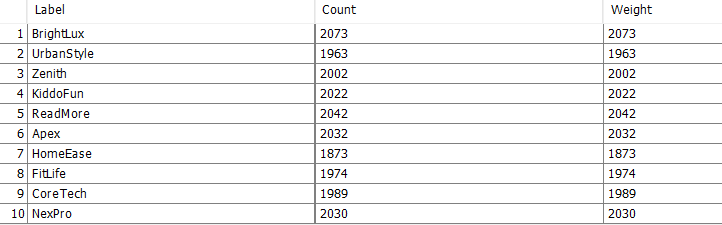 Label Count Weight
1 BrightLux 2073 2073
2 UrbanStyle 1963 1963
3 Zenith 2002 2002
4 KiddoFun 2022 2022
5 ReadMore 2042 2042
6 Apex 2032 2032
7 HomeEase 1873 1873
8 FitLife 1974 1974
9 CoreTech 1989 1989
10 NexPro 2030 2030